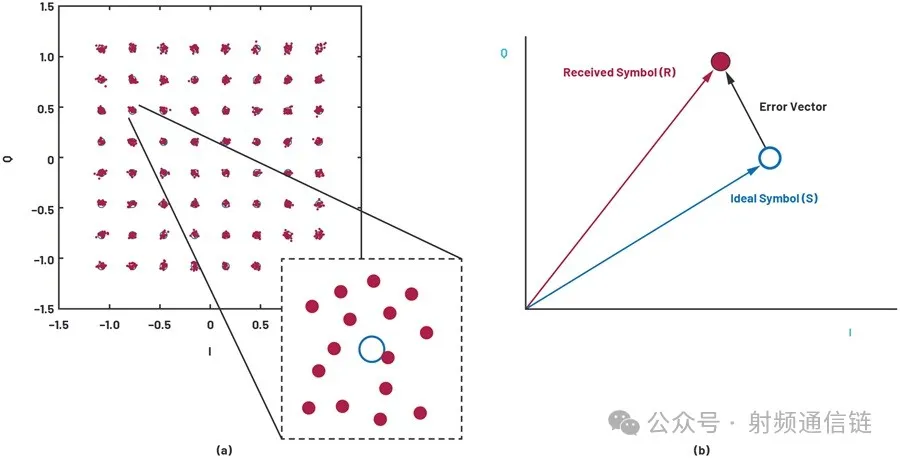 1.5
1.0
0.5
0
−0.5
−1.0
−1.5
Q
−1.5
−1.0
−0.5
0
0.5
I
(a)
Q
Received Symbol (R)
Error Vector
Ideal Symbol (S)
I
公众号 · 射频通信链
(b)